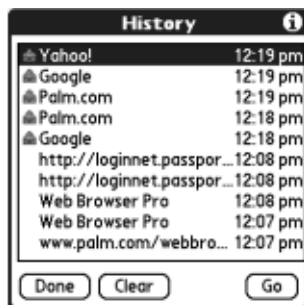 History
Yahoo! 12:19 pm
Google 12:19 pm
Palm.com 12:19 pm
Palm.com 12:18 pm
Google 12:18 pm
http://loginnet.passpor... 12:08 pm
http://loginnet.passpor... 12:08 pm
Web Browser Pro 12:08 pm
Web Browser Pro 12:07 pm
www.palm.com/webbro... 12:07 pm
Done Clear Go